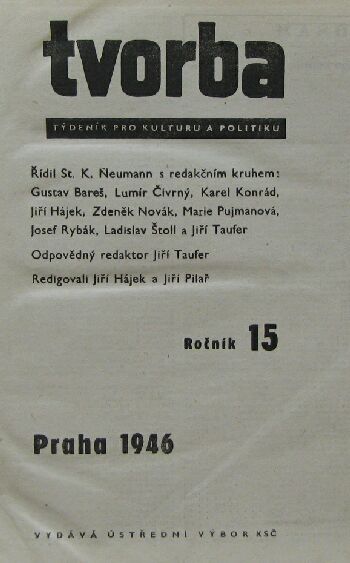 tvorba
TÝDENÍK PRO KULTURU A POLITIKU
Řídil St. K. Neumann s redakčním kruhem:
Gustav Bareš, Lumír Čivrný, Karel Konrád,
Jiří Hájek, Zdeněk Novák, Marie Pujmanová,
Josef Rybák, Ladislav Štoll a Jiří Taufer
Odpovědný redaktor Jiří Taufer
Redigovali Jiří Hájek a Jiří Pilař
Ročník 15
Praha 1946
VYDÁVÁ ÚSTŘEDNÍ VÝBOR KSČ